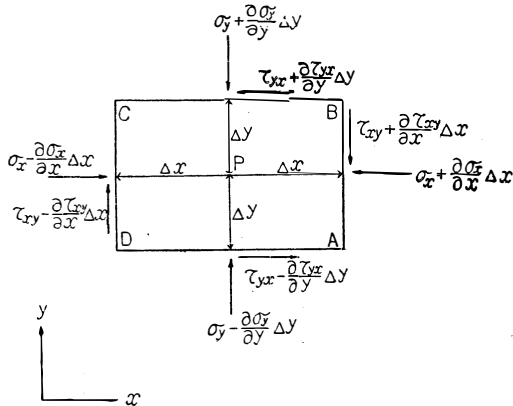 σy+∂σy/∂y Δy
τyx+∂τyx/∂y Δy
C
B
Δy
τxy+∂τxy/∂x Δx
σx-∂σx/∂x Δx
Δx
P
Δx
σx+∂σx/∂x Δx
τxy-∂τxy/∂x Δx
Δy
D
A
τyx-∂τyx/∂y Δy
σy-∂σy/∂y Δy
y
x